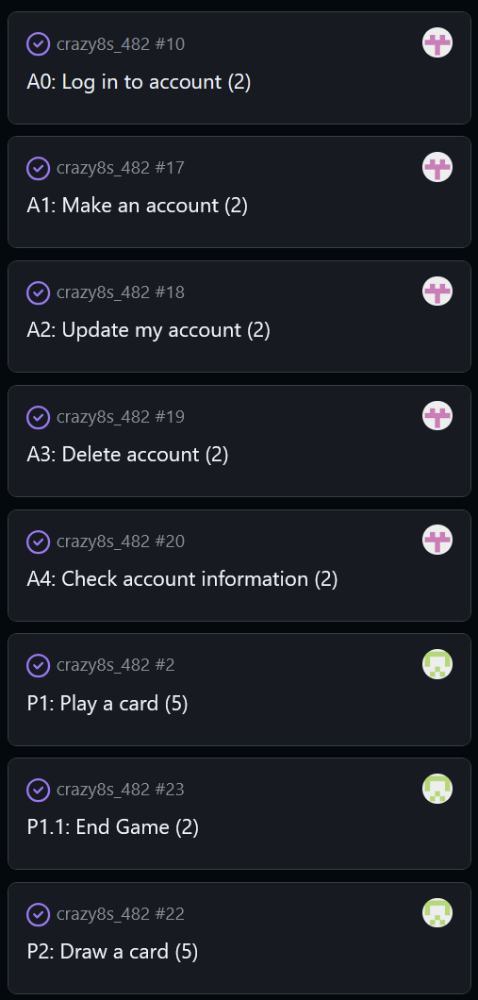 crazy8s_482 #10
A0: Log in to account (2)
crazy8s_482 #17
A1: Make an account (2)
crazy8s_482 #18
A2: Update my account (2)
crazy8s_482 #19
A3: Delete account (2)
crazy8s_482 #20
A4: Check account information (2)
crazy8s_482 #2
P1: Play a card (5)
crazy8s_482 #23
P1.1: End Game (2)
crazy8s_482 #22
P2: Draw a card (5)